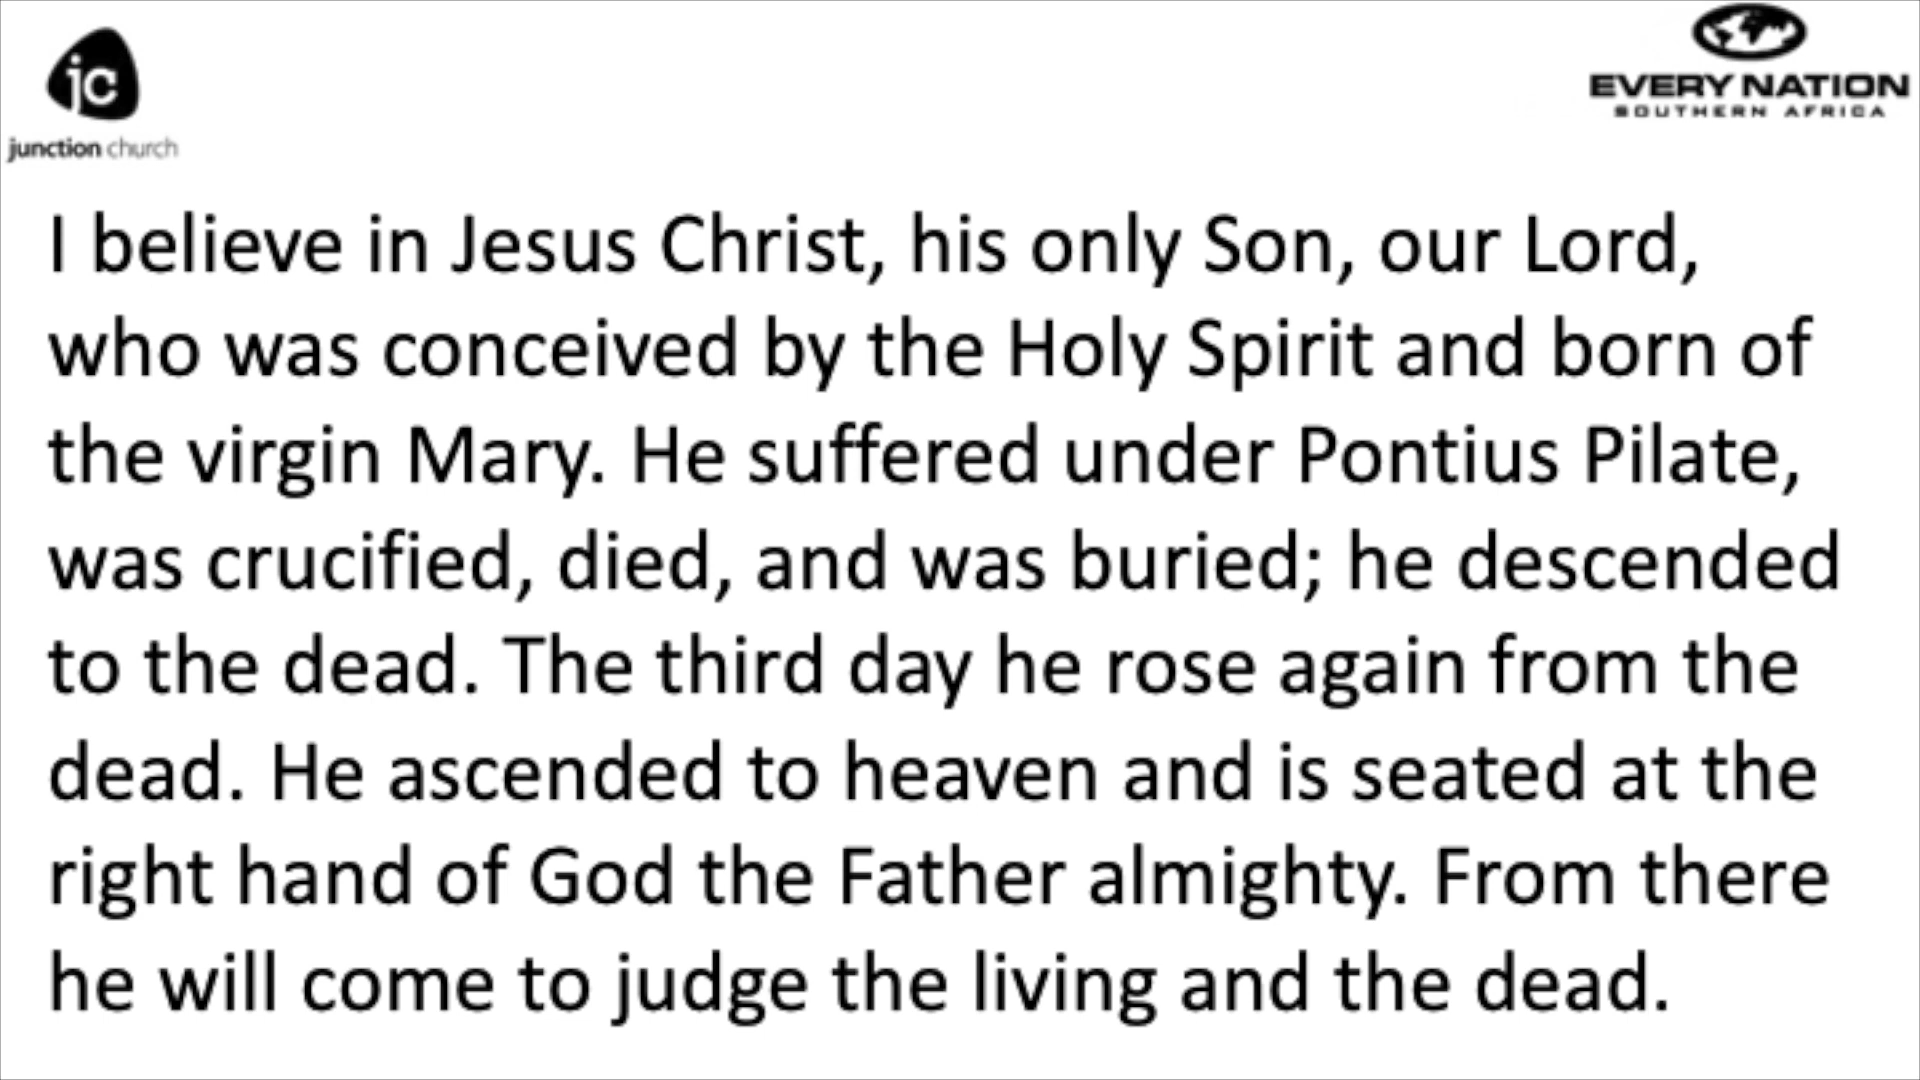 jc
junction church
EVERY NATION
SOUTHERN AFRICA
I believe in Jesus Christ, his only Son, our Lord,
who was conceived by the Holy Spirit and born of
the virgin Mary. He suffered under Pontius Pilate,
was crucified, died, and was buried; he descended
to the dead. The third day he rose again from the
dead. He ascended to heaven and is seated at the
right hand of God the Father almighty. From there
he will come to judge the living and the dead.